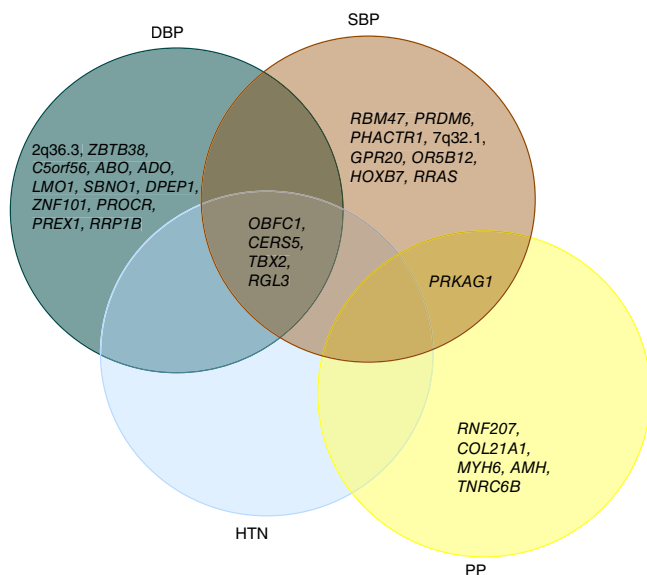 DBP
SBP
2q36.3, ZBTB38,
C5orf56, ABO, ADO,
LMO1, SBNO1, DPEP1,
ZNF101, PROCR,
PREX1, RRP1B
RBM47, PRDM6,
PHACTR1, 7q32.1,
GPR20, OR5B12,
HOXB7, RRAS
OBFC1,
CERS5,
TBX2,
RGL3
PRKAG1
RNF207,
COL21A1,
MYH6, AMH,
TNRC6B
HTN
PP